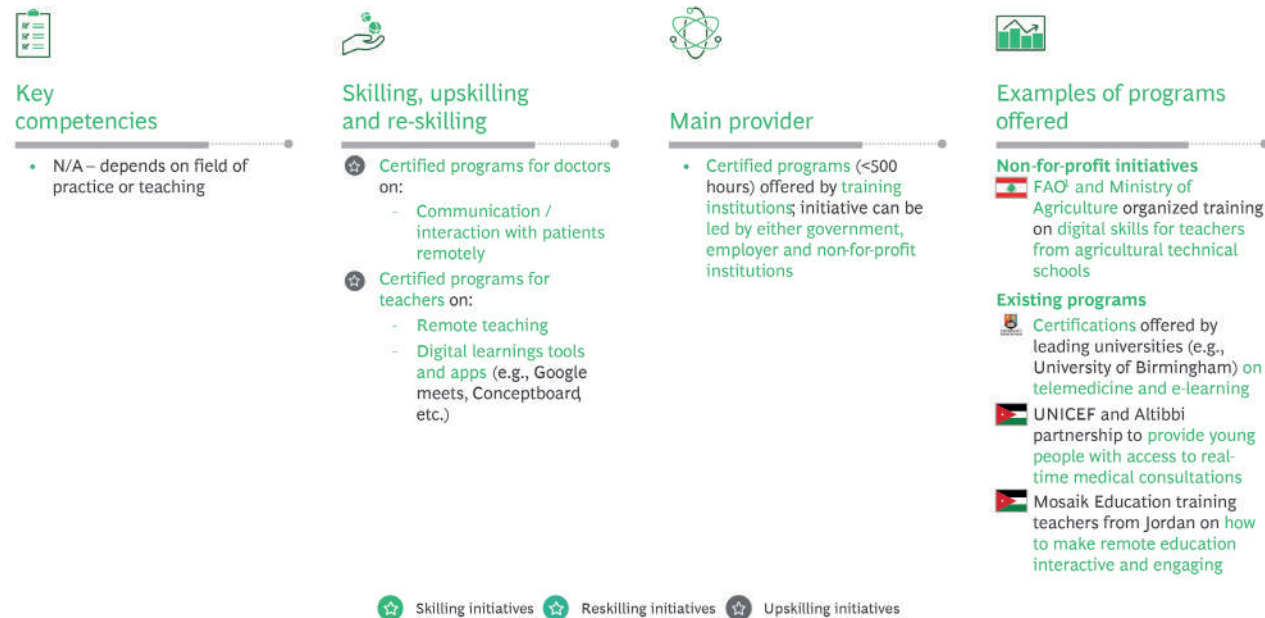 Key
competencies
• N/A – depends on field of
practice or teaching
Skilling, upskilling
and re-skilling
Certified programs for doctors
on:
- Communication /
interaction with patients
remotely
Certified programs for
teachers on:
- Remote teaching
- Digital learnings tools
and apps (e.g., Google
meets, Conceptboard,
etc.)
Main provider
• Certified programs (<500
hours) offered by training
institutions; initiative can be
led by either government,
employer and non-for-profit
institutions
Examples of programs
offered
Non-for-profit initiatives
FAO¹ and Ministry of
Agriculture organized training
on digital skills for teachers
from agricultural technical
schools
Existing programs
Certifications offered by
leading universities (e.g.,
University of Birmingham) on
telemedicine and e-learning
UNICEF and Altibbi
partnership to provide young
people with access to real-
time medical consultations
Mosaik Education training
teachers from Jordan on how
to make remote education
interactive and engaging
Skilling initiatives Reskilling initiatives Upskilling initiatives